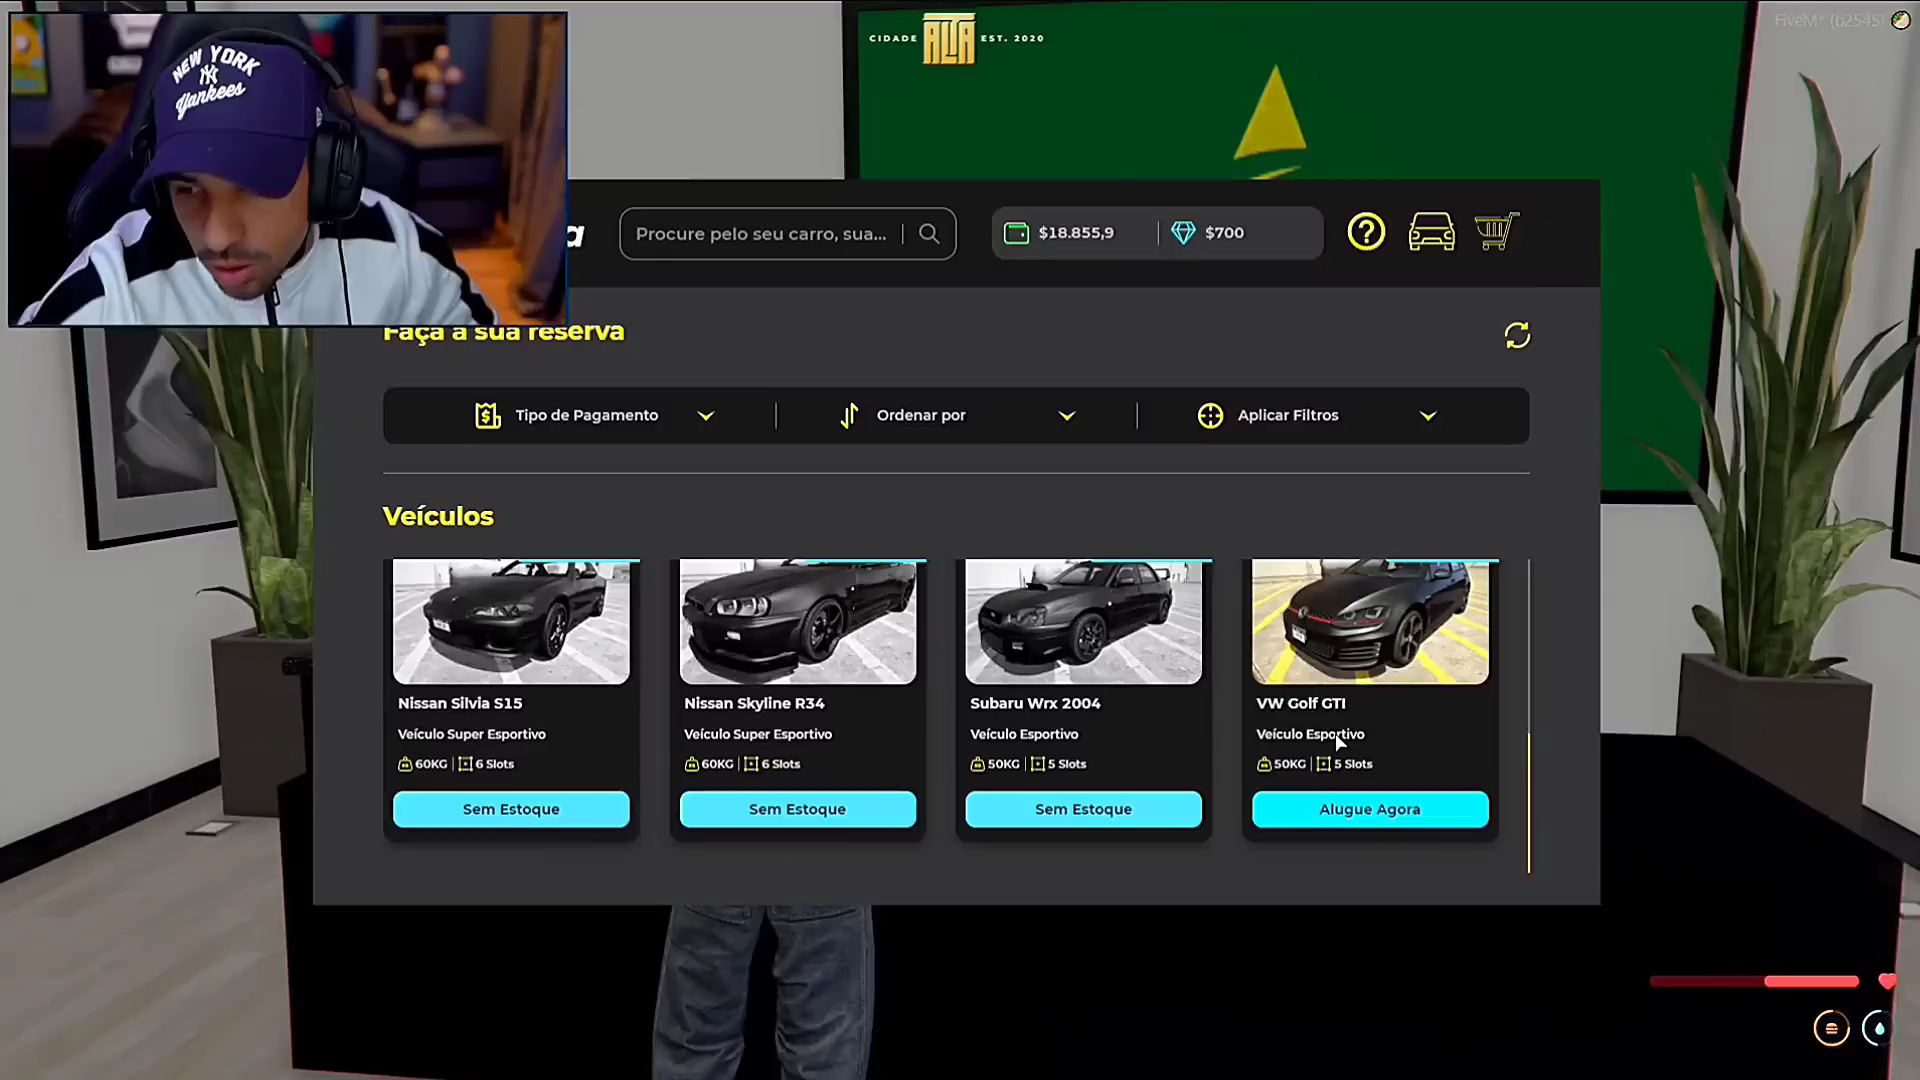 FiveM* (b2545)
CIDADE ALTA EST. 2020
NEW YORK
NY
Yankees
a
Procure pelo seu carro, sua...
$18.855,9
$700
Faça a sua reserva
Tipo de Pagamento
Ordenar por
Aplicar Filtros
Veículos
Nissan Silvia S15
Veículo Super Esportivo
60KG | 6 Slots
Sem Estoque
Nissan Skyline R34
Veículo Super Esportivo
60KG | 6 Slots
Sem Estoque
Subaru Wrx 2004
Veículo Esportivo
50KG | 5 Slots
Sem Estoque
VW Golf GTI
Veículo Esportivo
50KG | 5 Slots
Alugue Agora